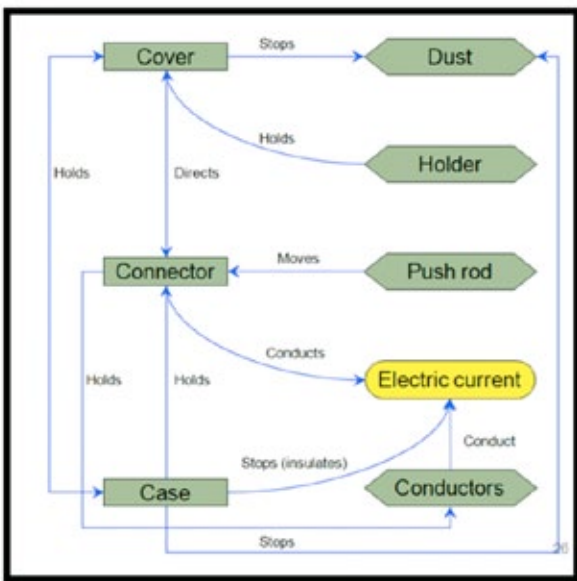 Stops
Cover
Dust
Holds
Holder
Holds
Directs
Moves
Connector
Push rod
Conducts
Holds
Holds
Electric current
Conduct
Stops (insulates)
Case
Conductors
Stops
26